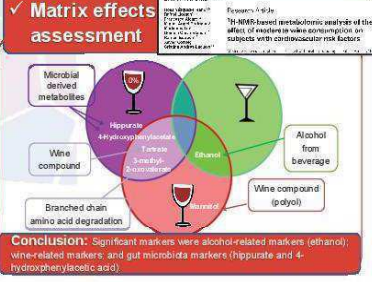 ✓ Matrix effects
assessment
Research Article
¹H-NMR-based metabolomic analysis of the
effect of moderate wine consumption on
subjects with cardiovascular risk factors
Microbial
derived
metabolites
0%
Hippurate
4-Hydroxyphenylacetate
Tartrate
3-methyl-
2-oxovalerate
Ethanol
Wine
compound
Alcohol
from
beverage
Mannitol
Wine compound
(polyol)
Branched chain
amino acid degradation
Conclusion: Significant markers were alcohol-related markers (ethanol);
wine-related markers; and gut microbiota markers (hippurate and 4-
hydroxphenylacetic acid)